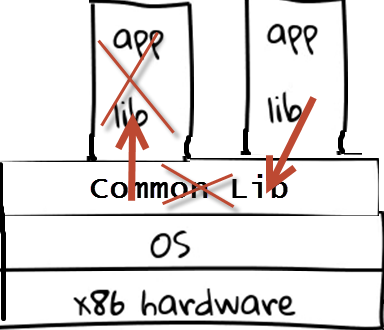 app app
lib lib
Common Lib
OS
x86 hardware